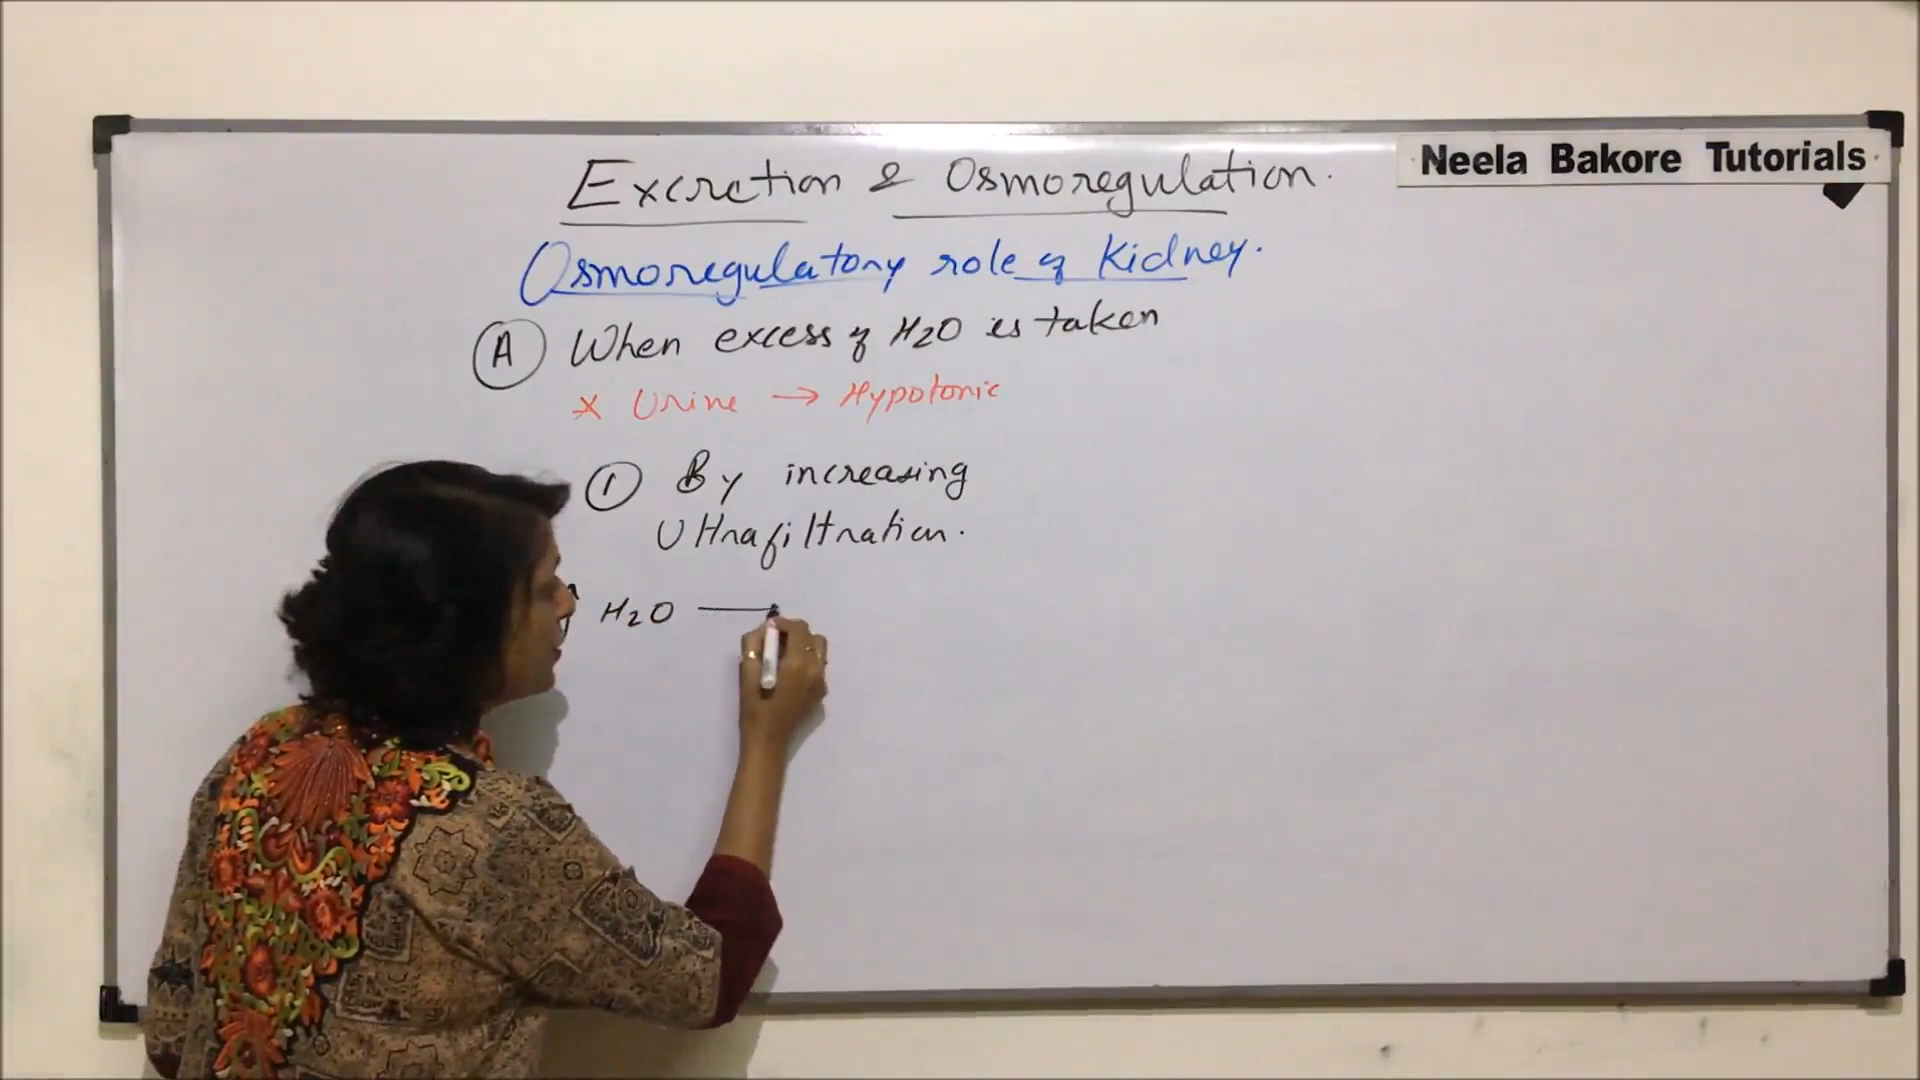 Neela Bakore Tutorials
Excretion & Osmoregulation.
Osmoregulatory role of Kidney.
A When excess of H2O is taken
x Urine → Hypotonic
1 By increasing
Ultrafiltration.
H2O —